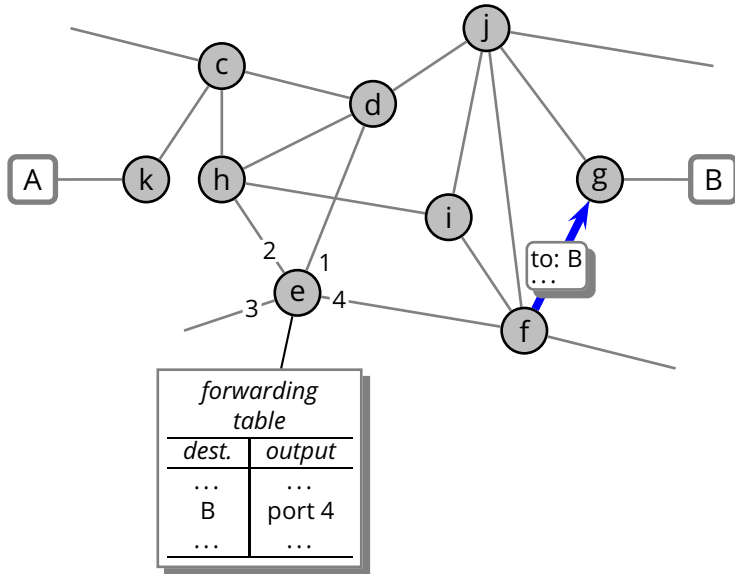 j
c
d
A
k
h
g
B
i
to: B
...
2
1
e
4
3
f
forwarding
table
dest. output
... ...
B port 4
... ...